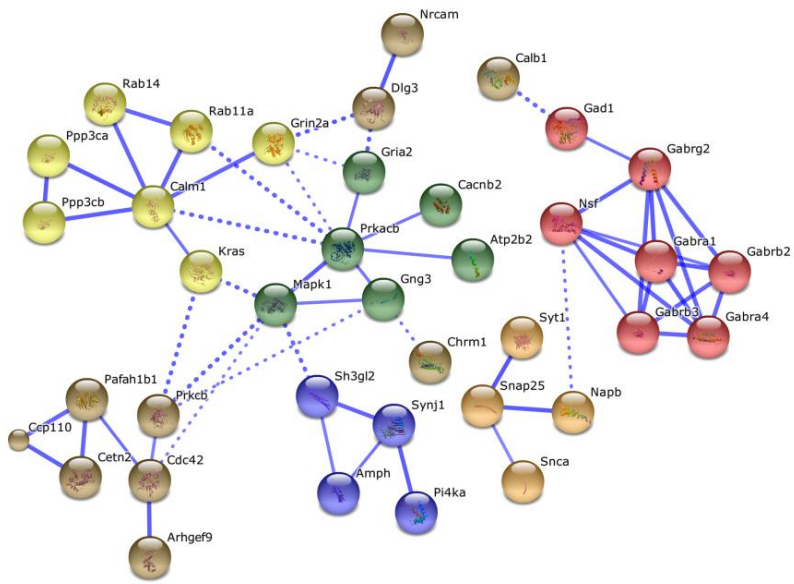 Nrcam
Calb1
Rab14
Dlg3
Rab11a
Gad1
Ppp3ca
Grin2a
Gria2
Gabrg2
Calm1
Cacnb2
Ppp3cb
Nsf
Prkacb
Atp2b2
Gabra1
Gabrb2
Kras
Mapk1
Gng3
Gabrb3
Gabra4
Syt1
Chrm1
Pafah1b1
Sh3gl2
Snap25
Napb
Prkcb
Synj1
Ccp110
Cetn2
Cdc42
Amph
Snca
Pi4ka
Arhgef9